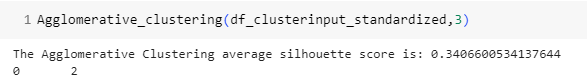 1 Agglomerative_clustering(df_clusterinput_standardized,3)
The Agglomerative Clustering average silhouette score is: 0.3406600534137644
0 2